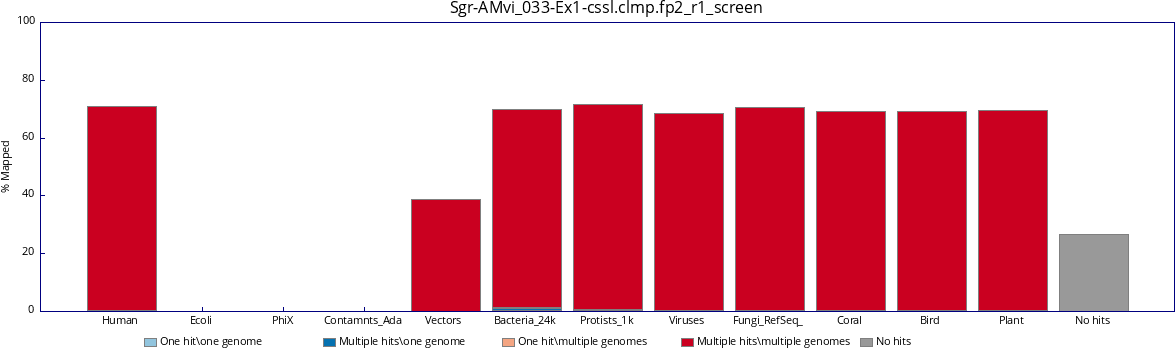 Sgr-AMvi_033-Ex1-cssl.clmp.fp2_r1_screen
% Mapped
100
80
60
40
20
0
Human Ecoli PhiX Contamnts_Ada Vectors Bacteria_24k Protists_1k Viruses Fungi_RefSeq_ Coral Bird Plant No hits
One hit\one genome Multiple hits\one genome One hit\multiple genomes Multiple hits\multiple genomes No hits